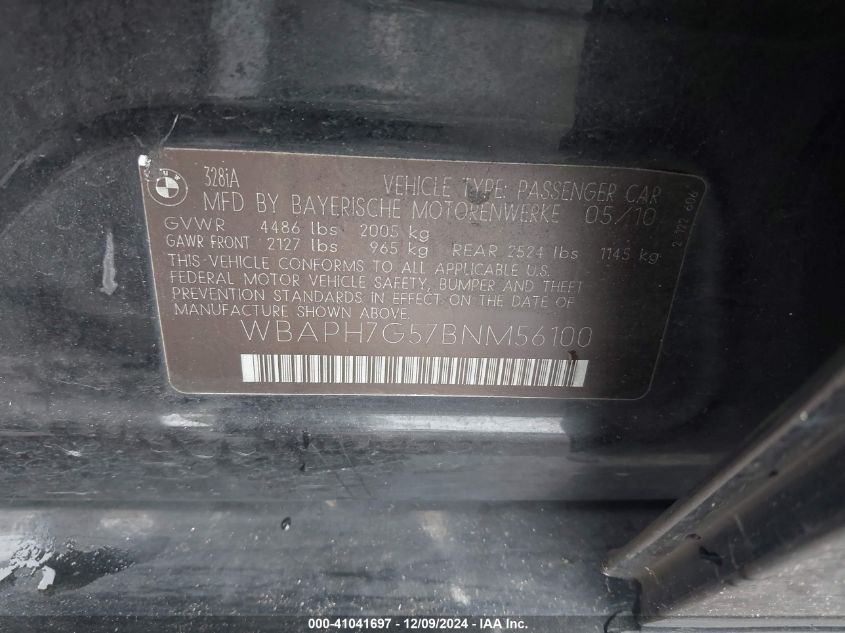 BMW
328iA VEHICLE TYPE: PASSENGER CAR
MFD BY BAYERISCHE MOTORENWERKE 05/10
GVWR 4486 lbs 2005 kg
GAWR FRONT 2127 lbs 965 kg REAR 2524 lbs 1145 kg
THIS VEHICLE CONFORMS TO ALL APPLICABLE U.S.
FEDERAL MOTOR VEHICLE SAFETY, BUMPER AND THEFT
PREVENTION STANDARDS IN EFFECT ON THE DATE OF
MANUFACTURE SHOWN ABOVE.
WBAPH7G57BNM56100
000-41041697 - 12/09/2024 - IAA Inc.